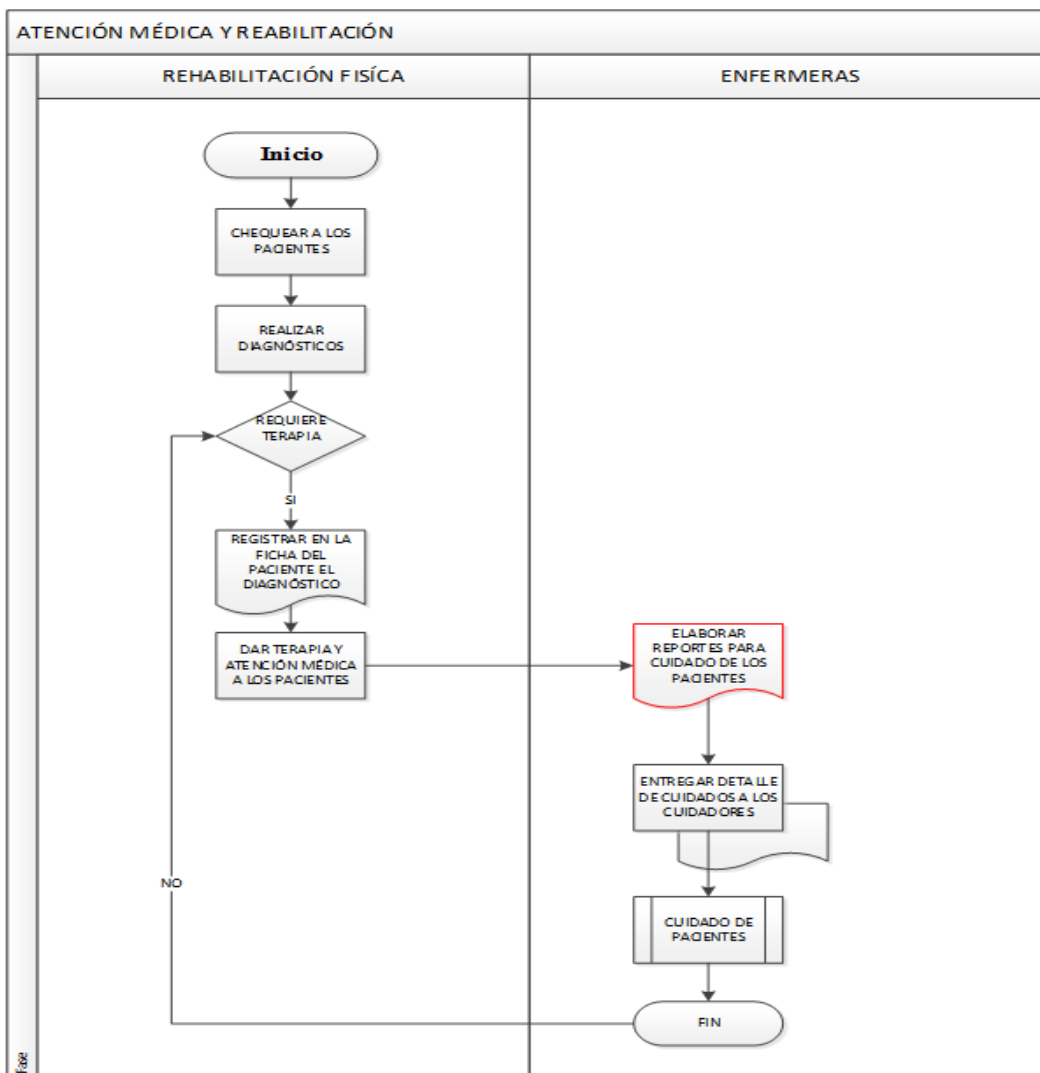 ATENCIÓN MÉDICA Y REABILITACIÓN
REHABILITACIÓN FISÍCA
ENFERMERAS
Inicio
CHEQUEAR A LOS
PACIENTES
REALIZAR
DIAGNÓSTICOS
REQUIERE
TERAPIA
SI
REGISTRAR EN LA
FICHA DEL
PACIENTE EL
DIAGNÓSTICO
DAR TERAPIA Y
ATENCIÓN MÉDICA
A LOS PACIENTES
ELABORAR
REPORTES PARA
CUIDADO DE LOS
PACIENTES
ENTREGAR DETALLE
DE CUIDADOS A LOS
CUIDADORES
NO
CUIDADO DE
PACIENTES
FIN
Fase